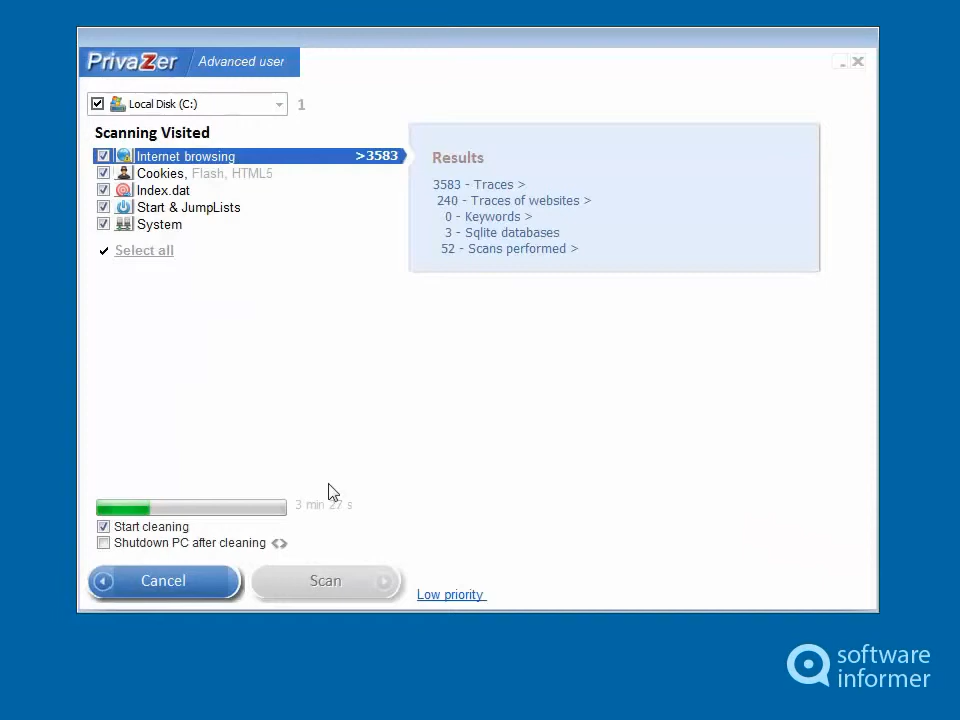 PrivaZer Advanced user
Local Disk (C:) 1
Scanning Visited
Internet browsing >3583
Cookies, Flash, HTML5
Index.dat
Start & JumpLists
System
Select all
Results
3583 - Traces >
240 - Traces of websites >
0 - Keywords >
3 - Sqlite databases
52 - Scans performed >
3 min 27 s
Start cleaning
Shutdown PC after cleaning
Cancel
Scan
Low priority
software
informer